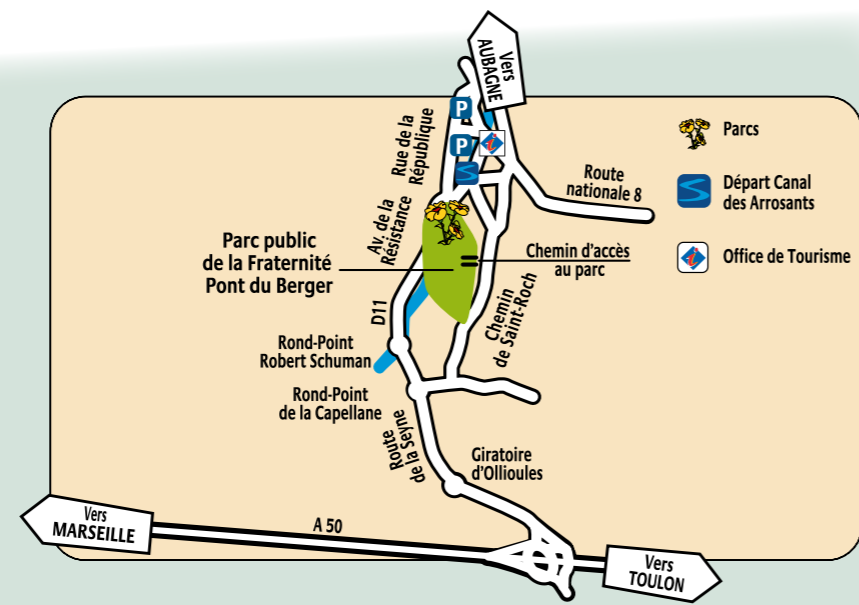 Vers
AUBAGNE
P
P
i
Rue de la
République
Av. de la
Résistance
Route
nationale 8
Parcs
Départ Canal
des Arrosants
i
Office de Tourisme
Parc public
de la Fraternité
Pont du Berger
Chemin d'accès
au parc
D11
Chemin
de Saint-Roch
Rond-Point
Robert Schuman
Rond-Point
de la Capellane
Route
de la Seyne
Giratoire
d'Ollioules
Vers
MARSEILLE
A 50
Vers
TOULON